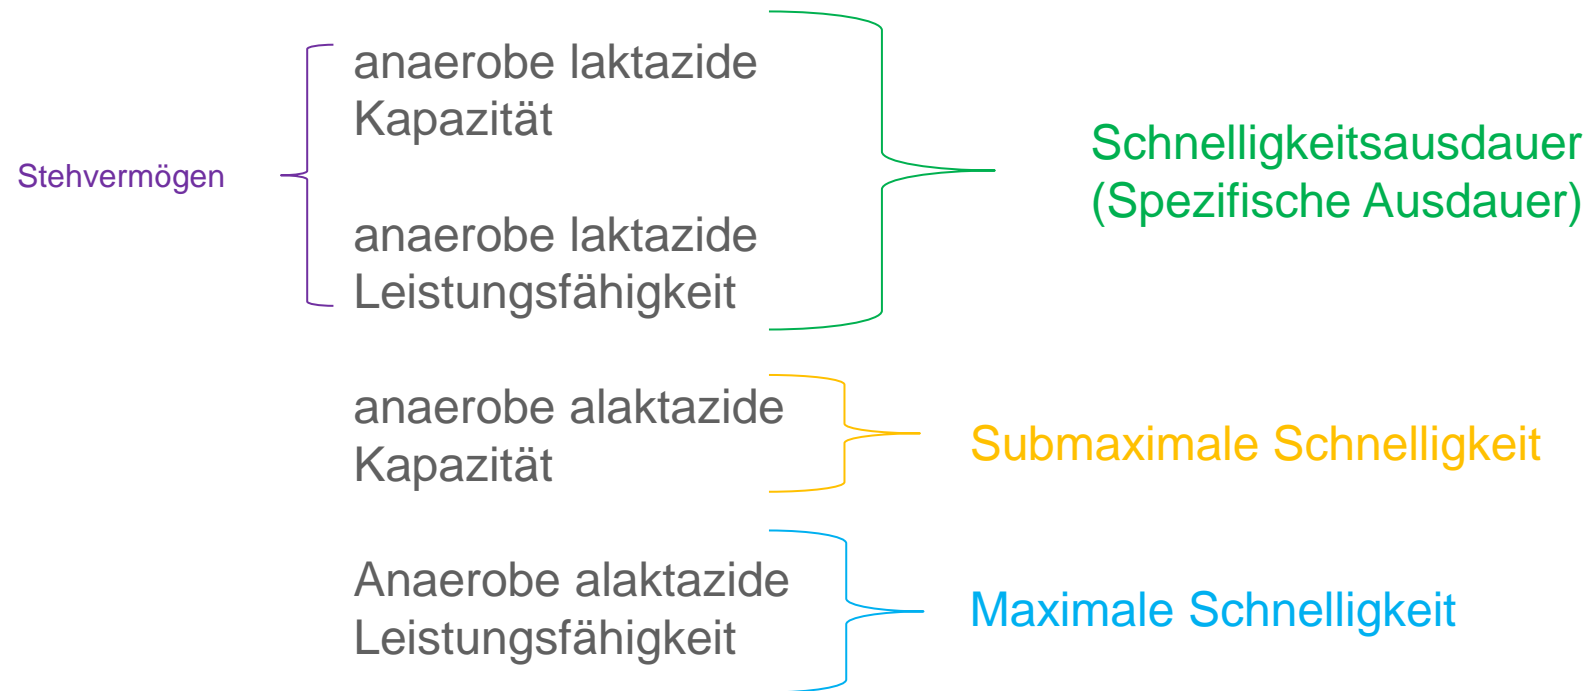 Stehvermögen
anaerobe laktazide
Kapazität
anaerobe laktazide
Leistungsfähigkeit
Schnelligkeitsausdauer
(Spezifische Ausdauer)
anaerobe alaktazide
Kapazität
Submaximale Schnelligkeit
Anaerobe alaktazide
Leistungsfähigkeit
Maximale Schnelligkeit